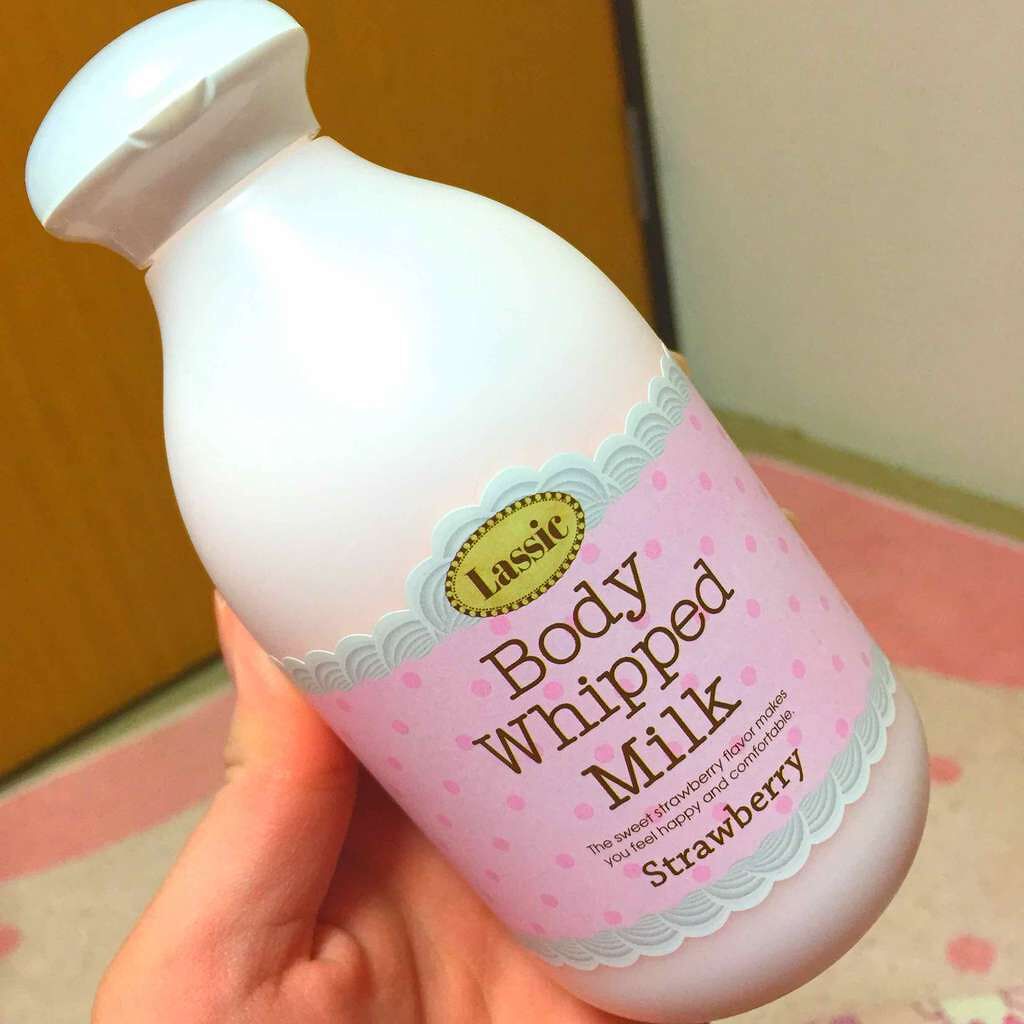 Lassic
Body
Whipped
Milk
The sweet strawberry flavor makes
you feel happy and comfortable.
Strawberry